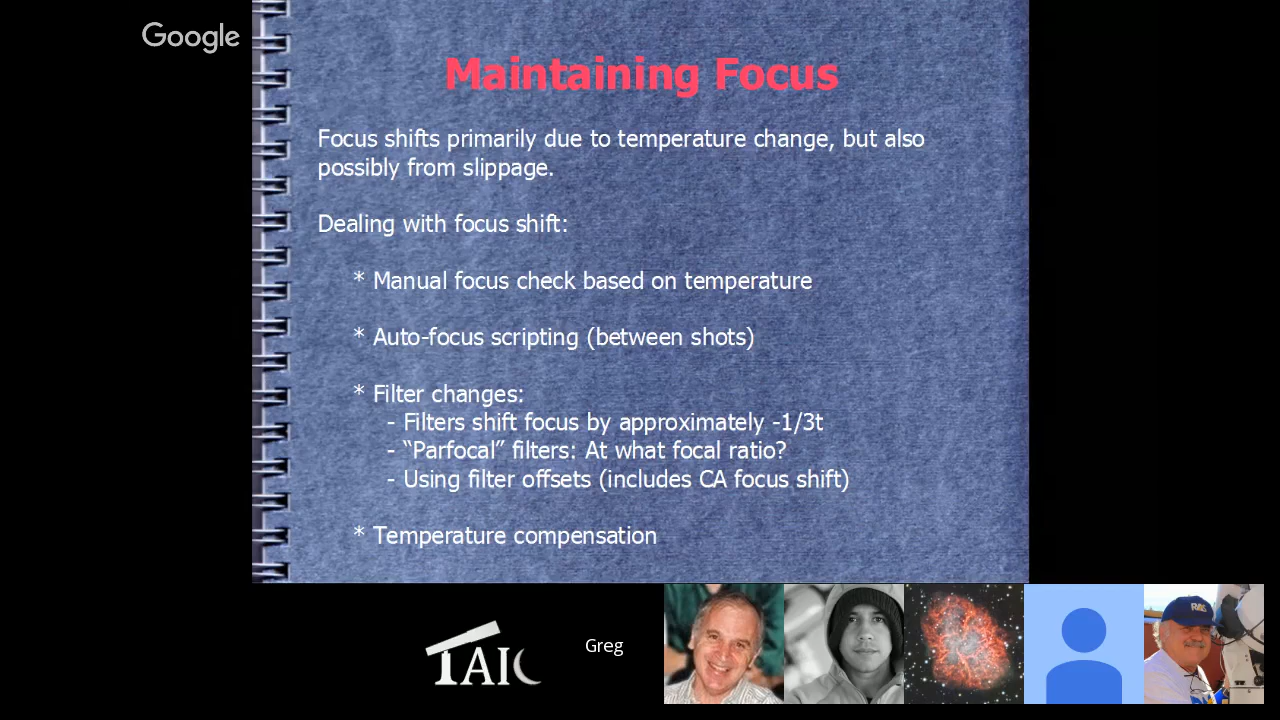 Google
Maintaining Focus
Focus shifts primarily due to temperature change, but also
possibly from slippage.
Dealing with focus shift:
* Manual focus check based on temperature
* Auto-focus scripting (between shots)
* Filter changes:
- Filters shift focus by approximately -1/3t
- “Parfocal” filters: At what focal ratio?
- Using filter offsets (includes CA focus shift)
* Temperature compensation
TAIC
Greg